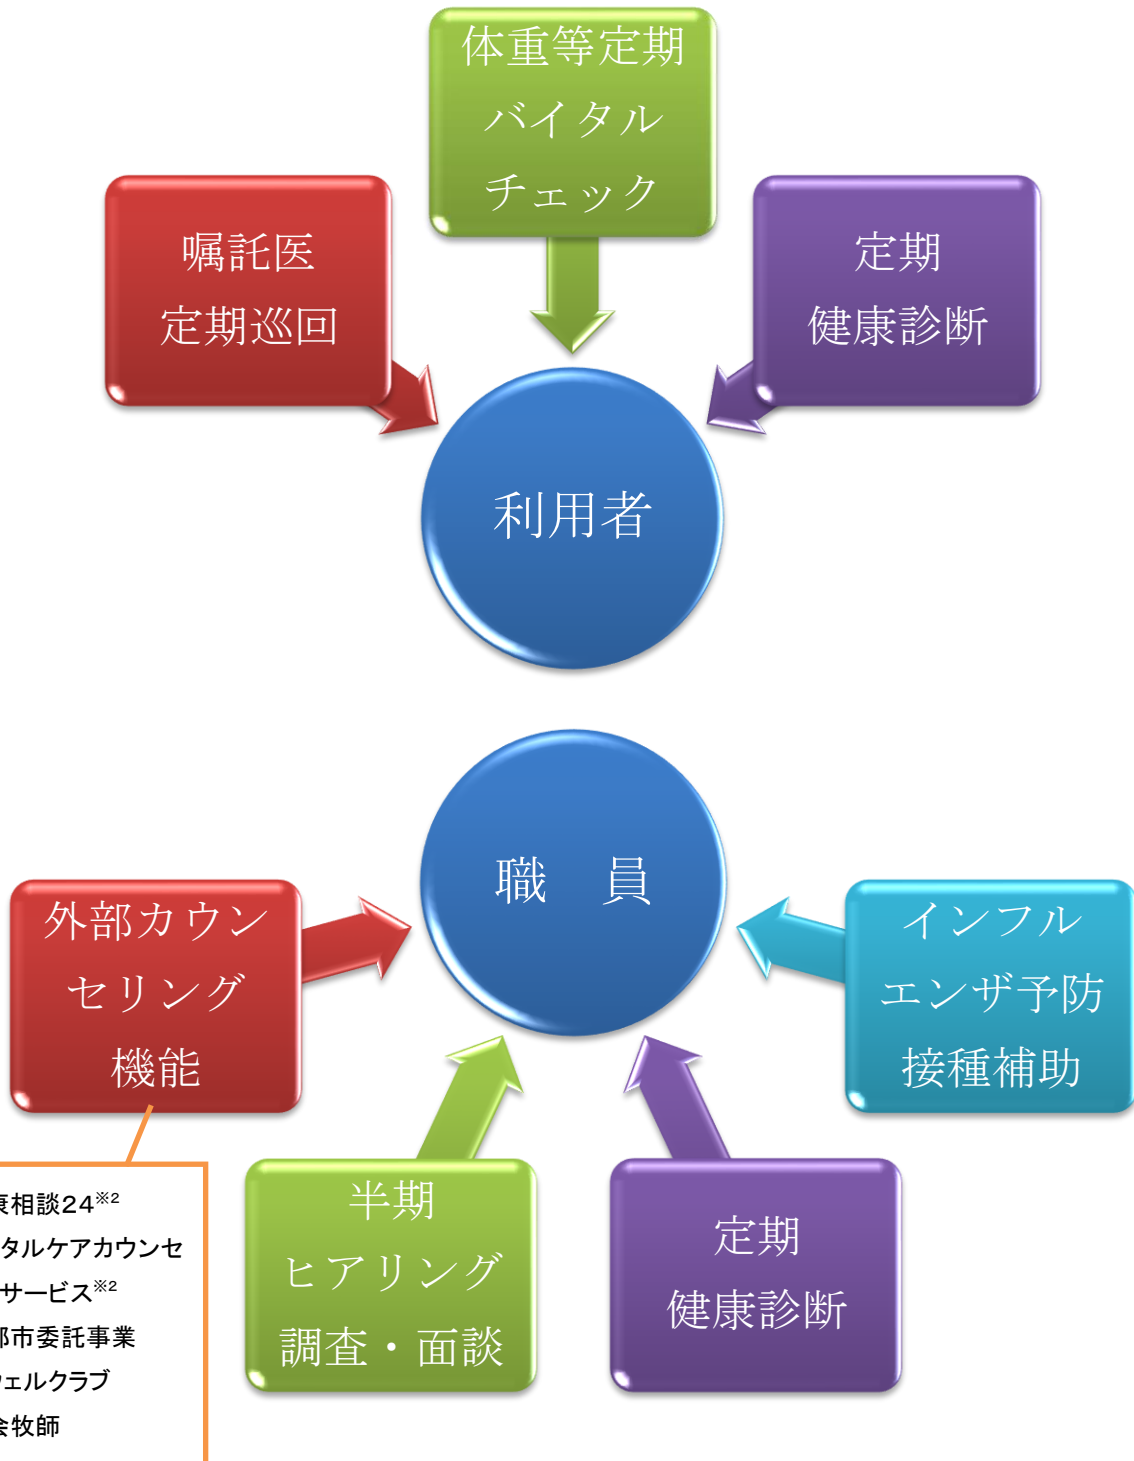 体重等定期
バイタル
チェック
嘱託医
定期巡回
定期
健康診断
利用者
職　員
外部カウン
セリング
機能
インフル
エンザ予防
接種補助
半期
ヒアリング
調査・面談
定期
健康診断
相談24※2
タルケアカウンセ
サービス※2
市委託事業
ェルクラブ
牧師